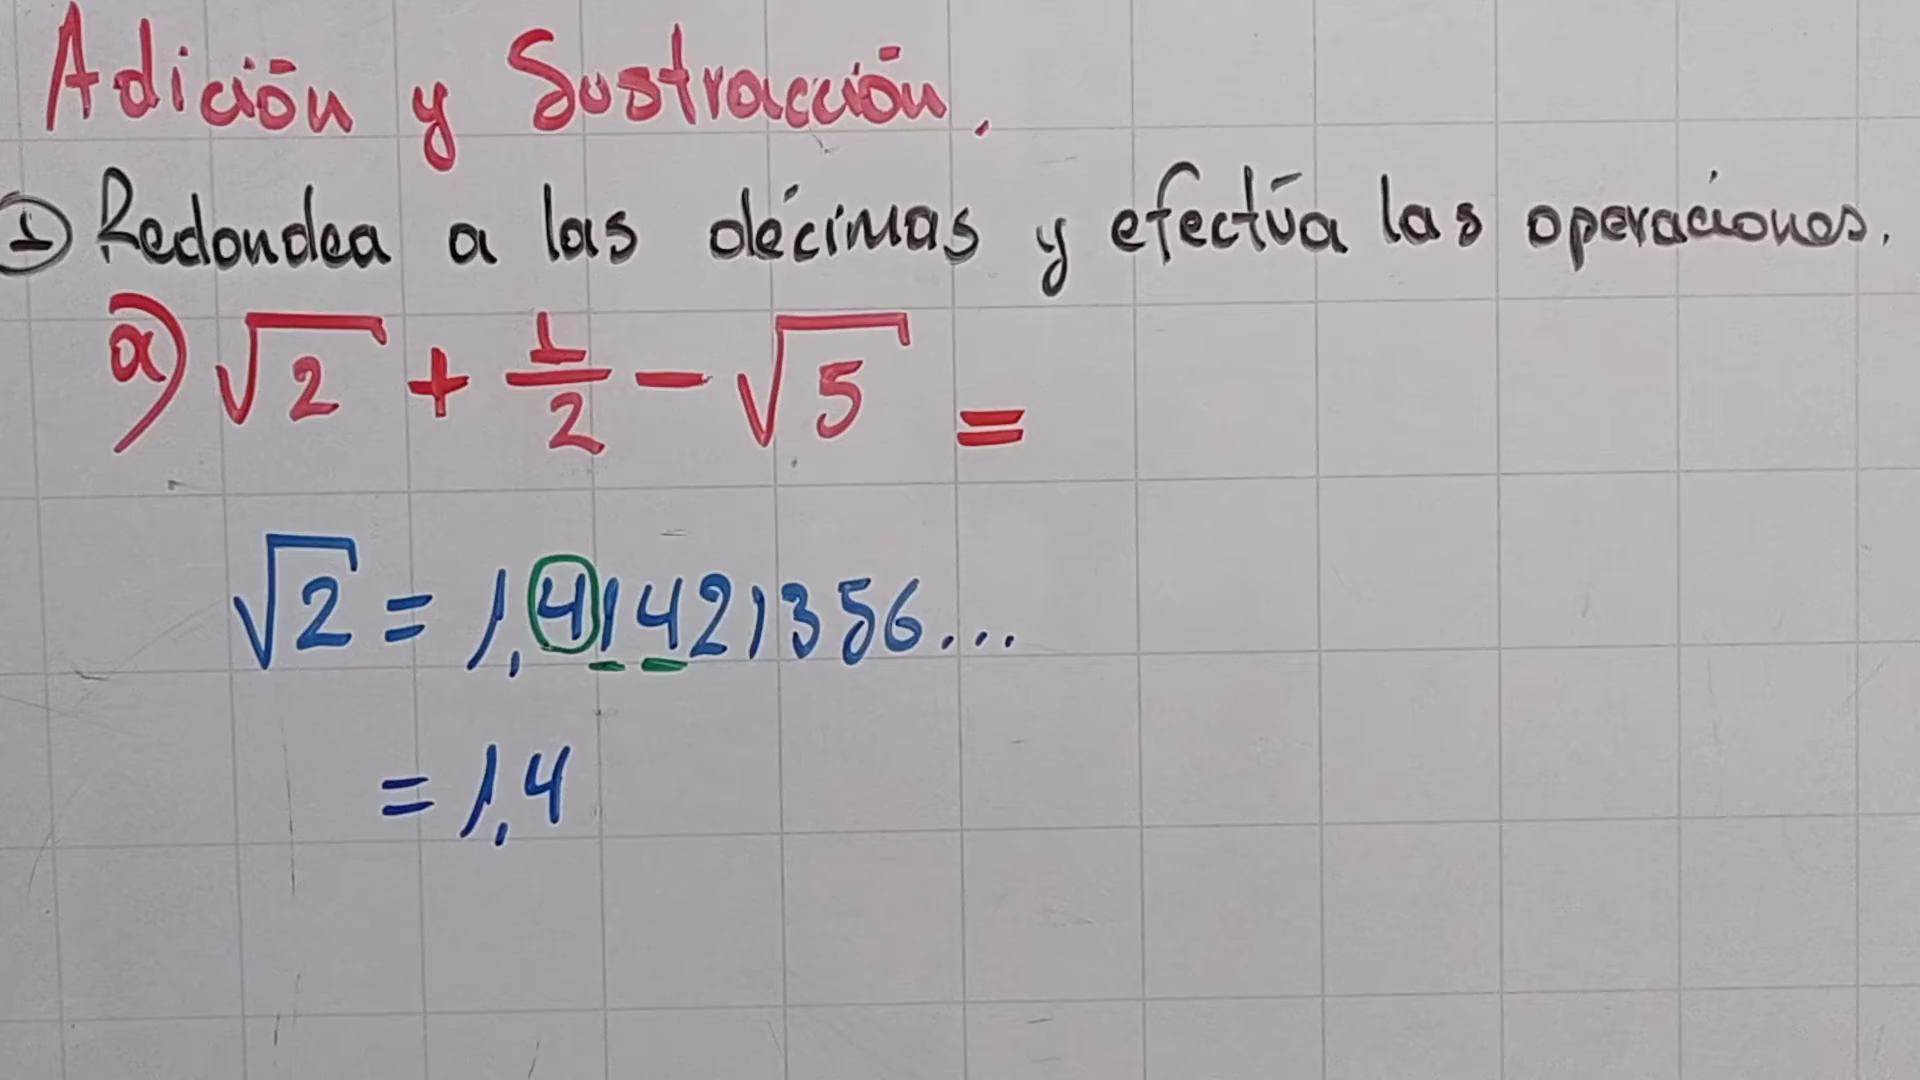 Adición y Sustracción.
① Redondea a las décimas y efectúa las operaciones.
a) √2 + 1/2 - √5 =
√2 = 1,41421356...
= 1,4